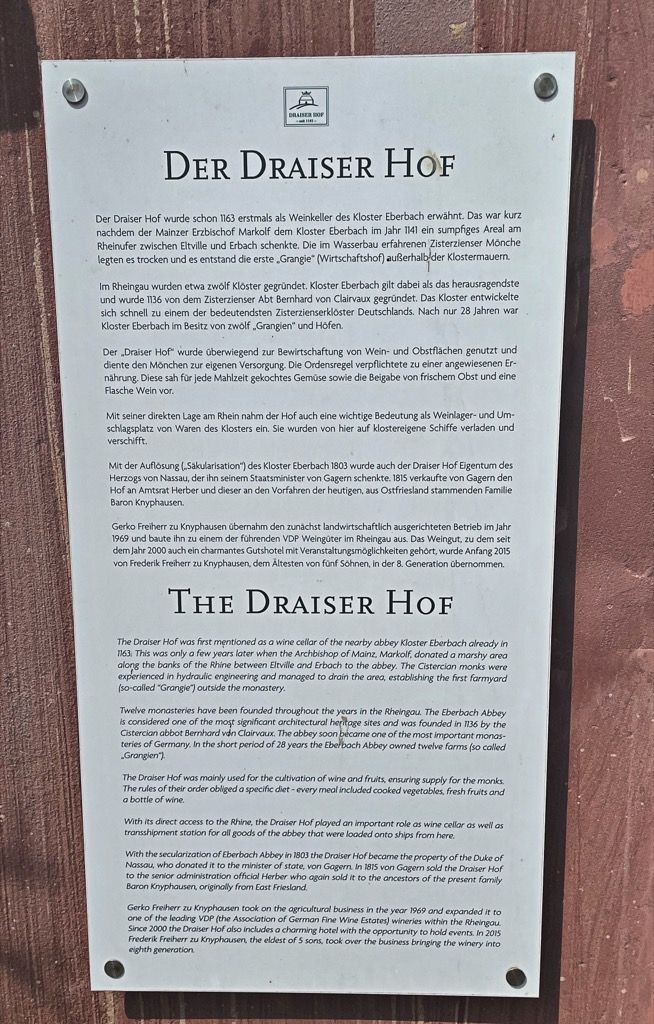 DRAISER HOF
- seit 1141 -
DER DRAISER HOF
Der Draiser Hof wurde schon 1163 erstmals als Weinkeller des Kloster Eberbach erwähnt. Das war kurz
nachdem der Mainzer Erzbischof Markolf dem Kloster Eberbach im Jahr 1141 ein sumpfiges Areal am
Rheinufer zwischen Eltville und Erbach schenkte. Die im Wasserbau erfahrenen Zisterzienser Mönche
legten es trocken und es entstand die erste „Grangie" (Wirtschaftshof) außerhalb der Klostermauern.
Im Rheingau wurden etwa zwölf Klöster gegründet. Kloster Eberbach gilt dabei als das herausragendste
und wurde 1136 von dem Zisterzienser Abt Bernhard von Clairvaux gegründet. Das Kloster entwickelte
sich schnell zu einem der bedeutendsten Zisterzienserklöster Deutschlands. Nach nur 28 Jahren war
Kloster Eberbach im Besitz von zwölf „Grangien" und Höfen.
Der „Draiser Hof" wurde überwiegend zur Bewirtschaftung von Wein- und Obstflächen genutzt und
diente den Mönchen zur eigenen Versorgung. Die Ordensregel verpflichtete zu einer angewiesenen Er-
nährung. Diese sah für jede Mahlzeit gekochtes Gemüse sowie die Beigabe von frischem Obst und eine
Flasche Wein vor.
Mit seiner direkten Lage am Rhein nahm der Hof auch eine wichtige Bedeutung als Weinlager- und Um-
schlagsplatz von Waren des Klosters ein. Sie wurden von hier auf klostereigene Schiffe verladen und
verschifft.
Mit der Auflösung („Säkularisation") des Kloster Eberbach 1803 wurde auch der Draiser Hof Eigentum des
Herzogs von Nassau, der ihn seinem Staatsminister von Gagern schenkte. 1815 verkaufte von Gagern den
Hof an Amtsrat Herber und dieser an den Vorfahren der heutigen, aus Ostfriesland stammenden Familie
Baron Knyphausen.
Gerko Freiherr zu Knyphausen übernahm den zunächst landwirtschaftlich ausgerichteten Betrieb im Jahr
1969 und baute ihn zu einem der führenden VDP Weingüter im Rheingau aus. Das Weingut, zu dem seit
dem Jahr 2000 auch ein charmantes Gutshotel mit Veranstaltungsmöglichkeiten gehört, wurde Anfang 2015
von Frederik Freiherr zu Knyphausen, dem Ältesten von fünf Söhnen, in der 8. Generation übernommen.
THE DRAISER HOF
The Draiser Hof was first mentioned as a wine cellar of the nearby abbey Kloster Eberbach already in
1163. This was only a few years later when the Archbishop of Mainz, Markolf, donated a marshy area
along the banks of the Rhine between Eltville and Erbach to the abbey. The Cistercian monks were
experienced in hydraulic engineering and managed to drain the area, establishing the first farmyard
(so-called "Grangie") outside the monastery.
Twelve monasteries have been founded throughout the years in the Rheingau. The Eberbach Abbey
is considered one of the most significant architectural heritage sites and was founded in 1136 by the
Cistercian abbot Bernhard von Clairvaux. The abbey soon became one of the most important monas-
teries of Germany. In the short period of 28 years the Eberbach Abbey owned twelve farms (so called
„Grangien").
The Draiser Hof was mainly used for the cultivation of wine and fruits, ensuring supply for the monks.
The rules of their order obliged a specific diet - every meal included cooked vegetables, fresh fruits and
a bottle of wine.
With its direct access to the Rhine, the Draiser Hof played an important role as wine cellar as well as
transshipment station for all goods of the abbey that were loaded onto ships from here.
With the secularization of Eberbach Abbey in 1803 the Draiser Hof became the property of the Duke of
Nassau, who donated it to the minister of state, von Gagern. In 1815 von Gagern sold the Draiser Hof
to the senior administration official Herber who again sold it to the ancestors of the present family
Baron Knyphausen, originally from East Friesland.
Gerko Freiherr zu Knyphausen took on the agricultural business in the year 1969 and expanded it to
one of the leading VDP (the Association of German Fine Wine Estates) wineries within the Rheingau.
Since 2000 the Draiser Hof also includes a charming hotel with the opportunity to hold events. In 2015
Frederik Freiherr zu Knyphausen, the eldest of 5 sons, took over the business bringing the winery into
eighth generation.